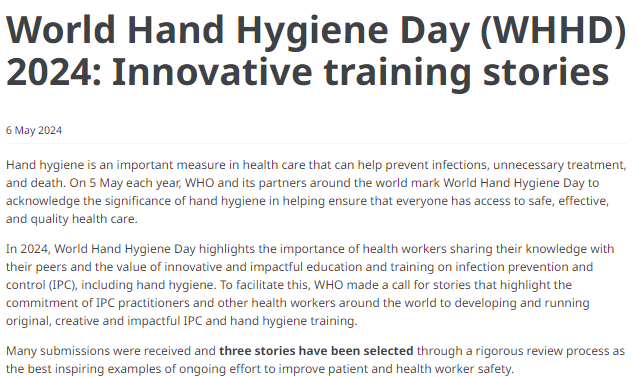 World Hand Hygiene Day (WHHD)
2024: Innovative training stories
6 May 2024
Hand hygiene is an important measure in health care that can help prevent infections, unnecessary treatment,
and death. On 5 May each year, WHO and its partners around the world mark World Hand Hygiene Day to
acknowledge the significance of hand hygiene in helping ensure that everyone has access to safe, effective,
and quality health care.
In 2024, World Hand Hygiene Day highlights the importance of health workers sharing their knowledge with
their peers and the value of innovative and impactful education and training on infection prevention and
control (IPC), including hand hygiene. To facilitate this, WHO made a call for stories that highlight the
commitment of IPC practitioners and other health workers around the world to developing and running
original, creative and impactful IPC and hand hygiene training.
Many submissions were received and three stories have been selected through a rigorous review process as
the best inspiring examples of ongoing effort to improve patient and health worker safety.